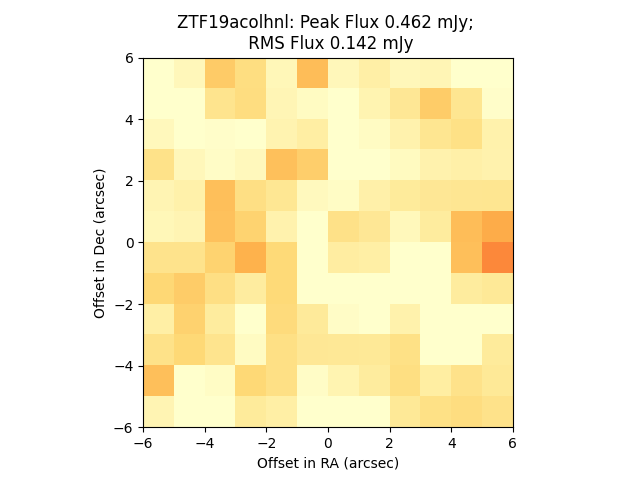 ZTF19acolhnl: Peak Flux 0.462 mJy;
RMS Flux 0.142 mJy
6
4
2
0
−2
−4
−6
Offset in Dec (arcsec)
−6 −4 −2 0 2 4 6
Offset in RA (arcsec)